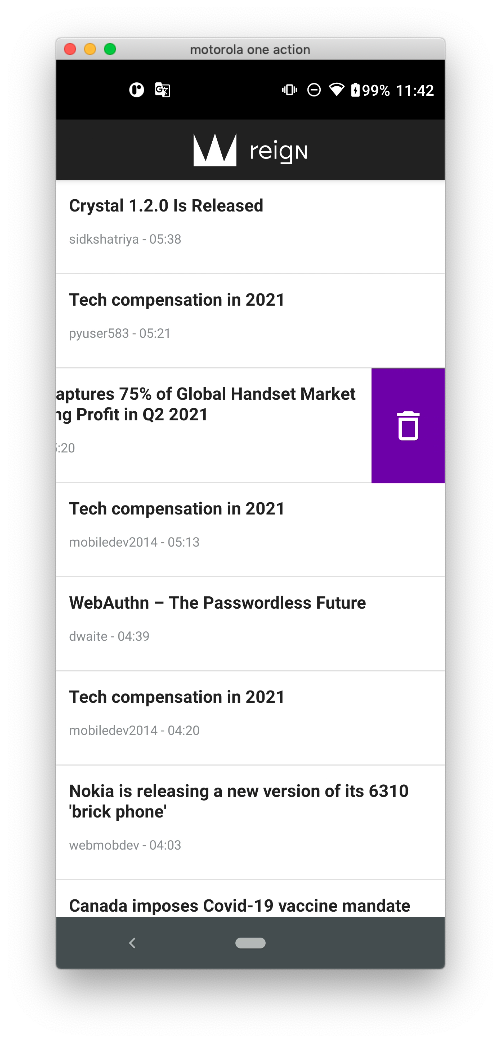 motorola one action
99% 11:42
reign
Crystal 1.2.0 Is Released
sidkshatriya - 05:38
Tech compensation in 2021
pyuser583 - 05:21
aptures 75% of Global Handset Market
ng Profit in Q2 2021
:20
Tech compensation in 2021
mobiledev2014 - 05:13
WebAuthn – The Passwordless Future
dwaite - 04:39
Tech compensation in 2021
mobiledev2014 - 04:20
Nokia is releasing a new version of its 6310
'brick phone'
webmobdev - 04:03
Canada imposes Covid-19 vaccine mandate